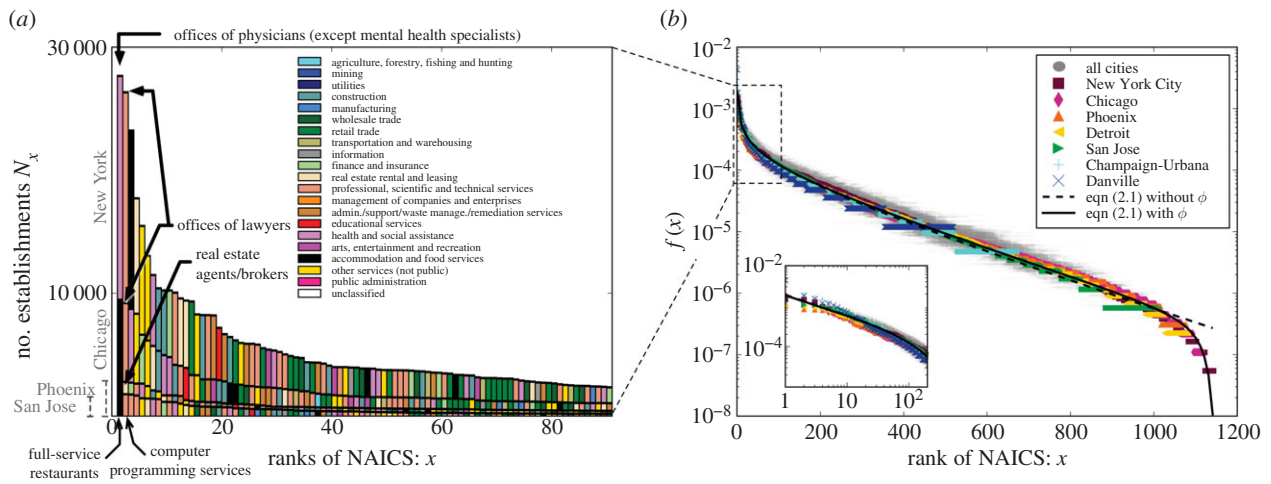 (a)
offices of physicians (except mental health specialists)
30 000
agriculture, forestry, fishing and hunting
mining
utilities
construction
manufacturing
wholesale trade
retail trade
transportation and warehousing
information
finance and insurance
real estate rental and leasing
professional, scientific and technical services
management of companies and enterprises
admin./support/waste manage./remediation services
educational services
health and social assistance
arts, entertainment and recreation
accommodation and food services
other services (not public)
public administration
unclassified
offices of lawyers
real estate
agents/brokers
no. establishments Nₓ
New York
Chicago
10 000
Phoenix
San Jose
0 20 40 60 80
full-service
restaurants
computer
programming services
ranks of NAICS: x
(b)
10⁻²
10⁻³
10⁻⁴
10⁻⁵
10⁻⁶
10⁻⁷
10⁻⁸
f (x)
all cities
New York City
Chicago
Phoenix
Detroit
San Jose
Champaign-Urbana
Danville
eqn (2.1) without ϕ
eqn (2.1) with ϕ
10⁻²
10⁻⁴
1 10 10²
0 200 400 600 800 1000 1200
rank of NAICS: x